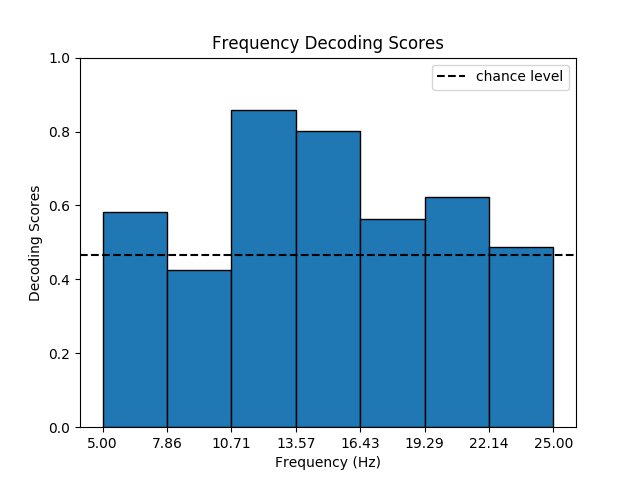 Frequency Decoding Scores
chance level
1.0
0.8
0.6
0.4
0.2
0.0
Decoding Scores
5.00 7.86 10.71 13.57 16.43 19.29 22.14 25.00
Frequency (Hz)